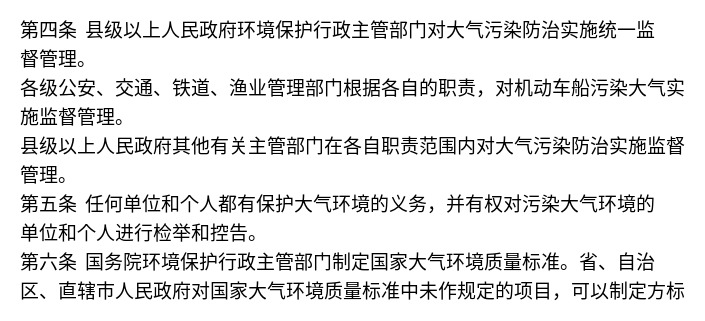 第四条 县级以上人民政府环境保护行政主管部门对大气污染防治实施统一监
督管理。
各级公安、交通、铁道、渔业管理部门根据各自的职责，对机动车船污染大气实
施监督管理。
县级以上人民政府其他有关主管部门在各自职责范围内对大气污染防治实施监督
管理。
第五条 任何单位和个人都有保护大气环境的义务，并有权对污染大气环境的
单位和个人进行检举和控告。
第六条 国务院环境保护行政主管部门制定国家大气环境质量标准。省、自治
区、直辖市人民政府对国家大气环境质量标准中未作规定的项目，可以制定方标